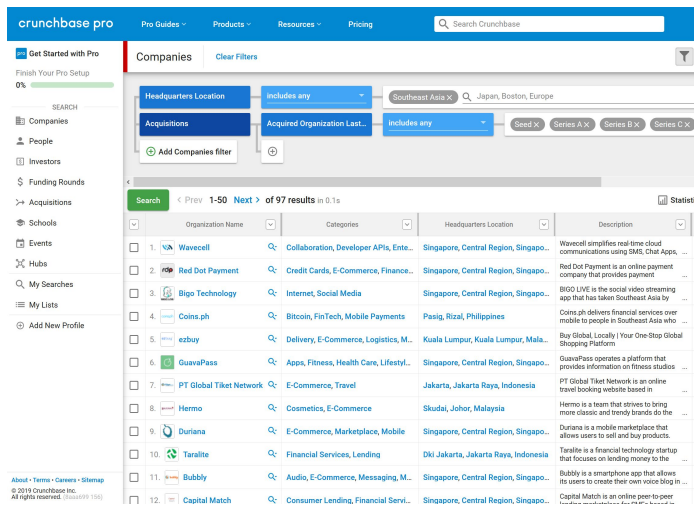 crunchbase pro
Pro Guides
Products
Resources
Pricing
Search Crunchbase
pro Get Started with Pro
Finish Your Pro Setup
0%
SEARCH
Companies
People
Investors
Funding Rounds
Acquisitions
Schools
Events
Hubs
My Searches
My Lists
Add New Profile
About • Terms • Careers • Sitemap
© 2019 Crunchbase Inc.
All rights reserved.
Companies
Clear Filters
Headquarters Location
includes any
Southeast Asia X
Japan, Boston, Europe
Acquisitions
Acquired Organization Last...
includes any
Seed X Series A X Series B X Series C X
Add Companies filter
Search
< Prev 1-50 Next > of 97 results in 0.1s
Statisti
Organization Name Categories Headquarters Location Description
1. Wavecell Collaboration, Developer APIs, Ente... Singapore, Central Region, Singapo... Wavecell simplifies real-time cloud
communications using SMS, Chat Apps, ...
2. rdp Red Dot Payment Credit Cards, E-Commerce, Finance... Singapore, Central Region, Singapo... Red Dot Payment is an online payment
company that provides payment ...
3. Bigo Technology Internet, Social Media Singapore, Central Region, Singapo... BIGO LIVE is the social video streaming
app that has taken Southeast Asia by ...
4. Coins.ph Bitcoin, FinTech, Mobile Payments Pasig, Rizal, Philippines Coins.ph delivers financial services over
mobile to people in Southeast Asia who ...
5. ezbuy Delivery, E-Commerce, Logistics, M... Kuala Lumpur, Kuala Lumpur, Mala... Buy Global, Locally | Your One-Stop Global
Shopping Platform
6. GuavaPass Apps, Fitness, Health Care, Lifestyl... Singapore, Central Region, Singapo... GuavaPass operates a platform that
provides information on fitness studios ...
7. PT Global Tiket Network E-Commerce, Travel Jakarta, Jakarta Raya, Indonesia PT Global Tiket Network is an online
travel booking website based in ...
8. Hermo Cosmetics, E-Commerce Skudai, Johor, Malaysia Hermo is a team that strives to bring
more classic and trendy brands do the ...
9. Duriana E-Commerce, Marketplace, Mobile Singapore, Central Region, Singapo... Duriana is a mobile marketplace that
allows users to sell and buy products.
10. Taralite Financial Services, Lending Dki Jakarta, Jakarta Raya, Indonesia Taralite is a financial technology startup
that focuses on lending money to the ...
11. Bubbly Audio, E-Commerce, Messaging, M... Singapore, Central Region, Singapo... Bubbly is a smartphone app that allows
its users to create their own voice blog in ...
12. Capital Match Consumer Lending, Financial Servi... Singapore, Central Region, Singapo... Capital Match is an online peer-to-peer